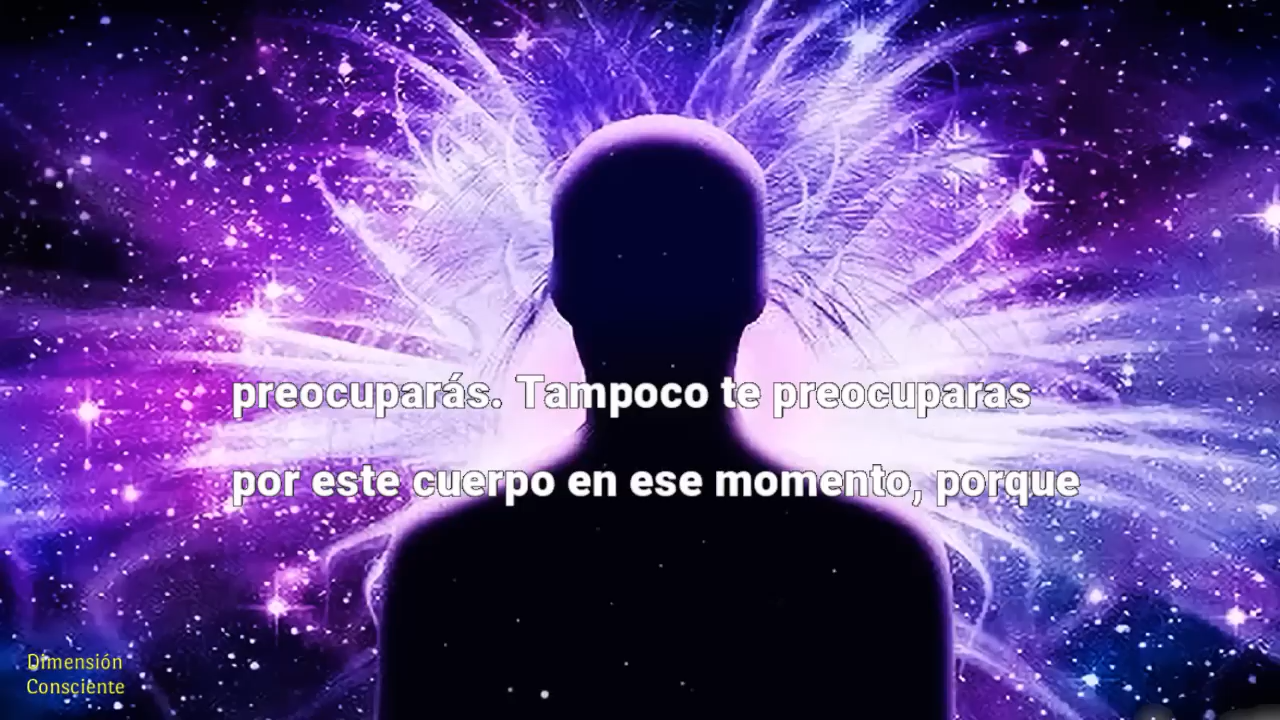 preocuparás. Tampoco te preocuparas
por este cuerpo en ese momento, porque
Dimensión
Consciente